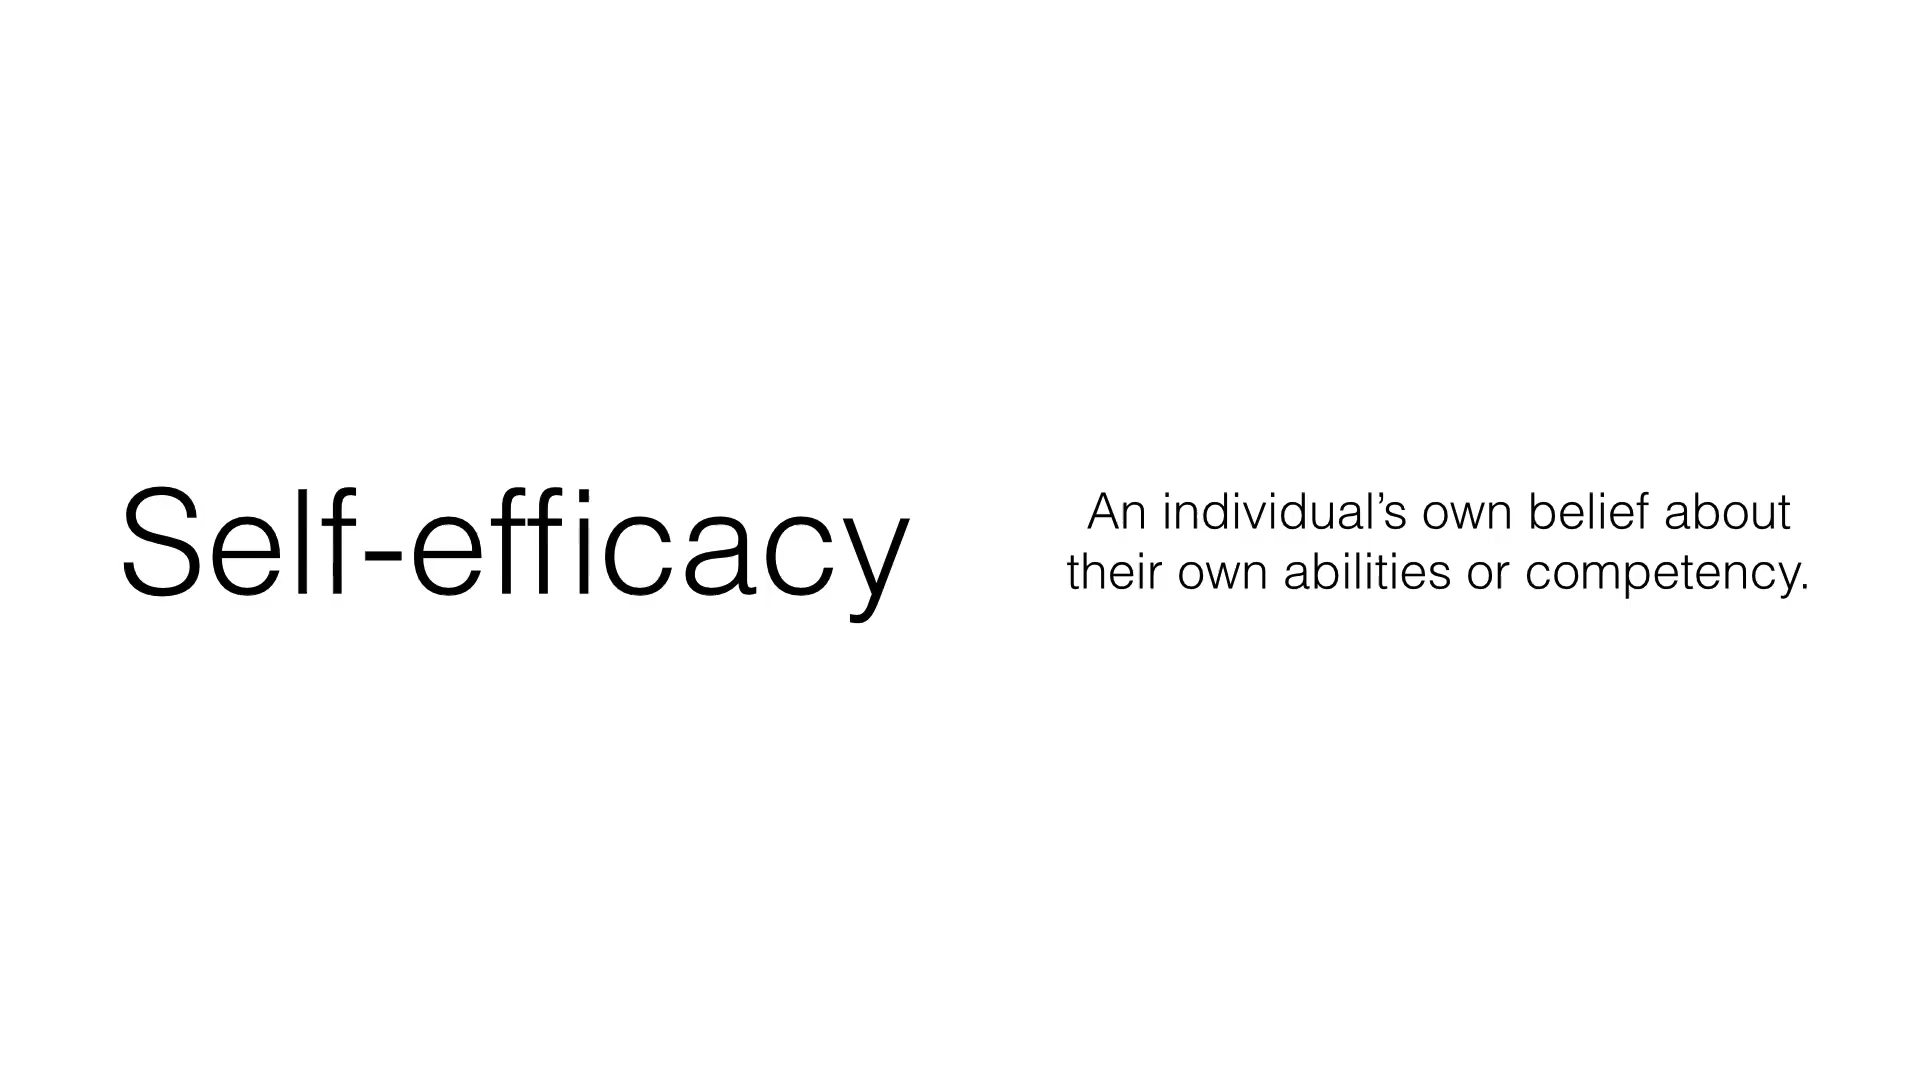 Self-efficacy
An individual’s own belief about
their own abilities or competency.